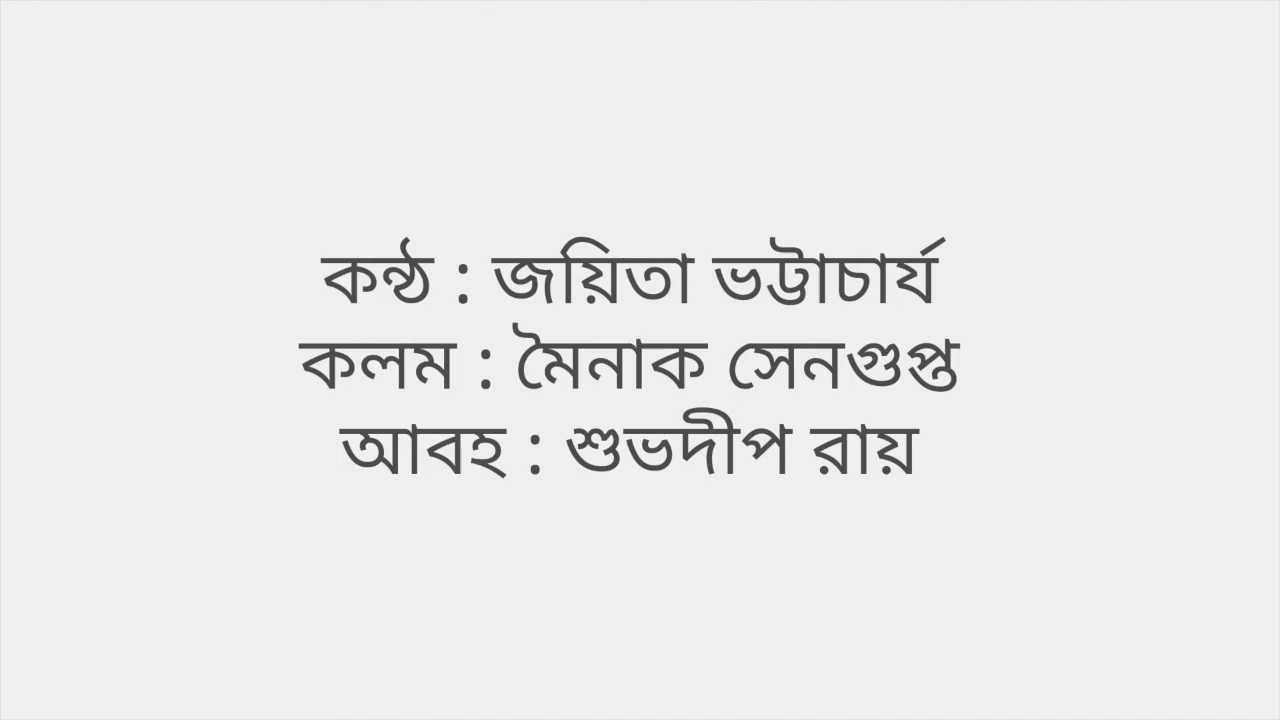 কন্ঠ : জয়িতা ভট্টাচার্য
কলম : মৈনাক সেনগুপ্ত
আবহ : শুভদীপ রায়